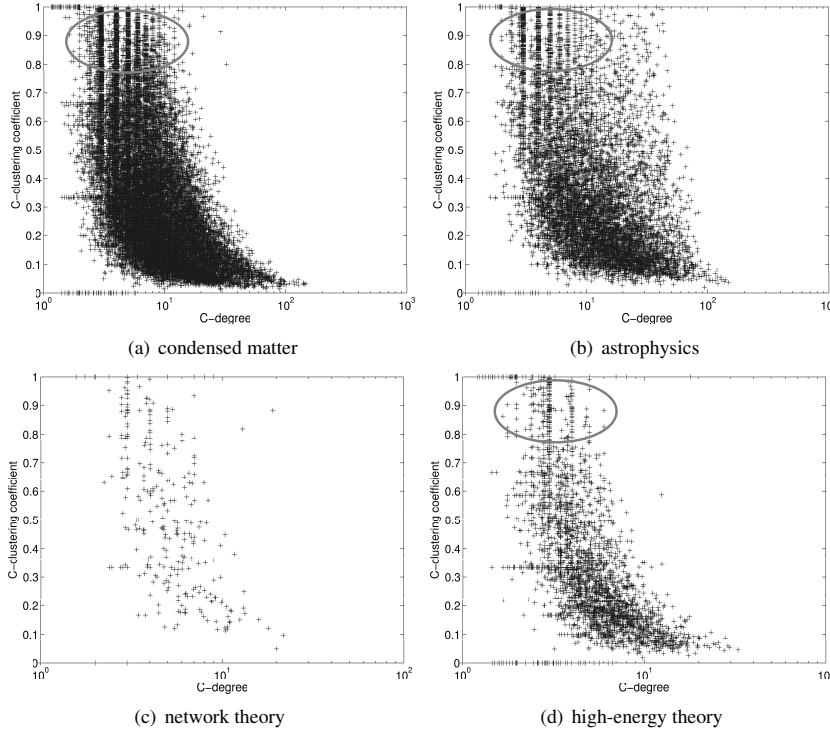 1
0.9
0.8
0.7
0.6
0.5
0.4
0.3
0.2
0.1
0
C−clustering coefficient
10^0 10^1 10^2 10^3
C−degree
(a) condensed matter
1
0.9
0.8
0.7
0.6
0.5
0.4
0.3
0.2
0.1
0
C−clustering coefficient
10^0 10^1 10^2 10
C−degree
(b) astrophysics
1
0.9
0.8
0.7
0.6
0.5
0.4
0.3
0.2
0.1
0
C−clustering coefficient
10^0 10^1 10^2
C−degree
(c) network theory
1
0.9
0.8
0.7
0.6
0.5
0.4
0.3
0.2
0.1
0
C−clustering coefficient
10^0 10^1 10
C−degree
(d) high-energy theory